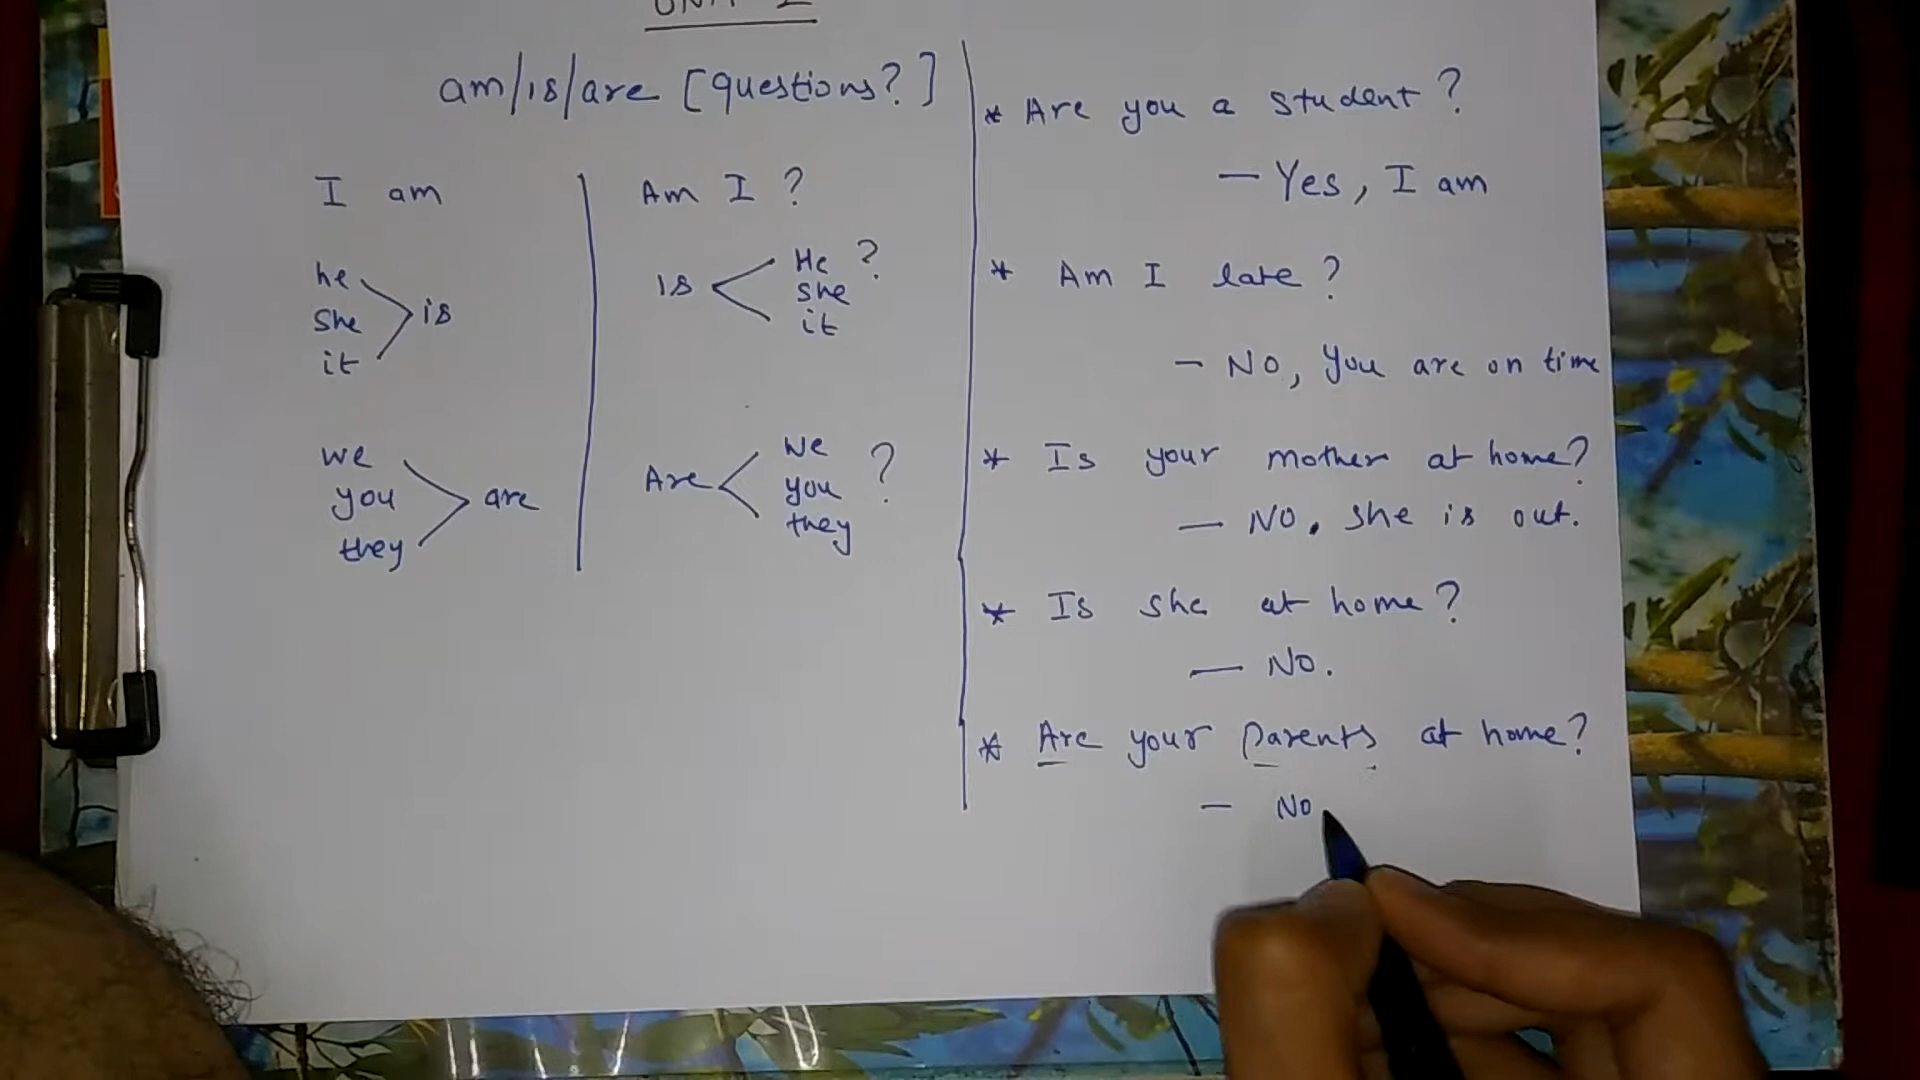 am/is/are [questions?]
I am
he
she
it
is
we
you
they
are
Am I ?
Is
He ?
she
it
Are
We
you
they
?
* Are you a student?
- Yes, I am
* Am I late?
- No, you are on time
* Is your mother at home?
- No. she is out.
* Is she at home?
- No.
* Are your parents at home?
- No